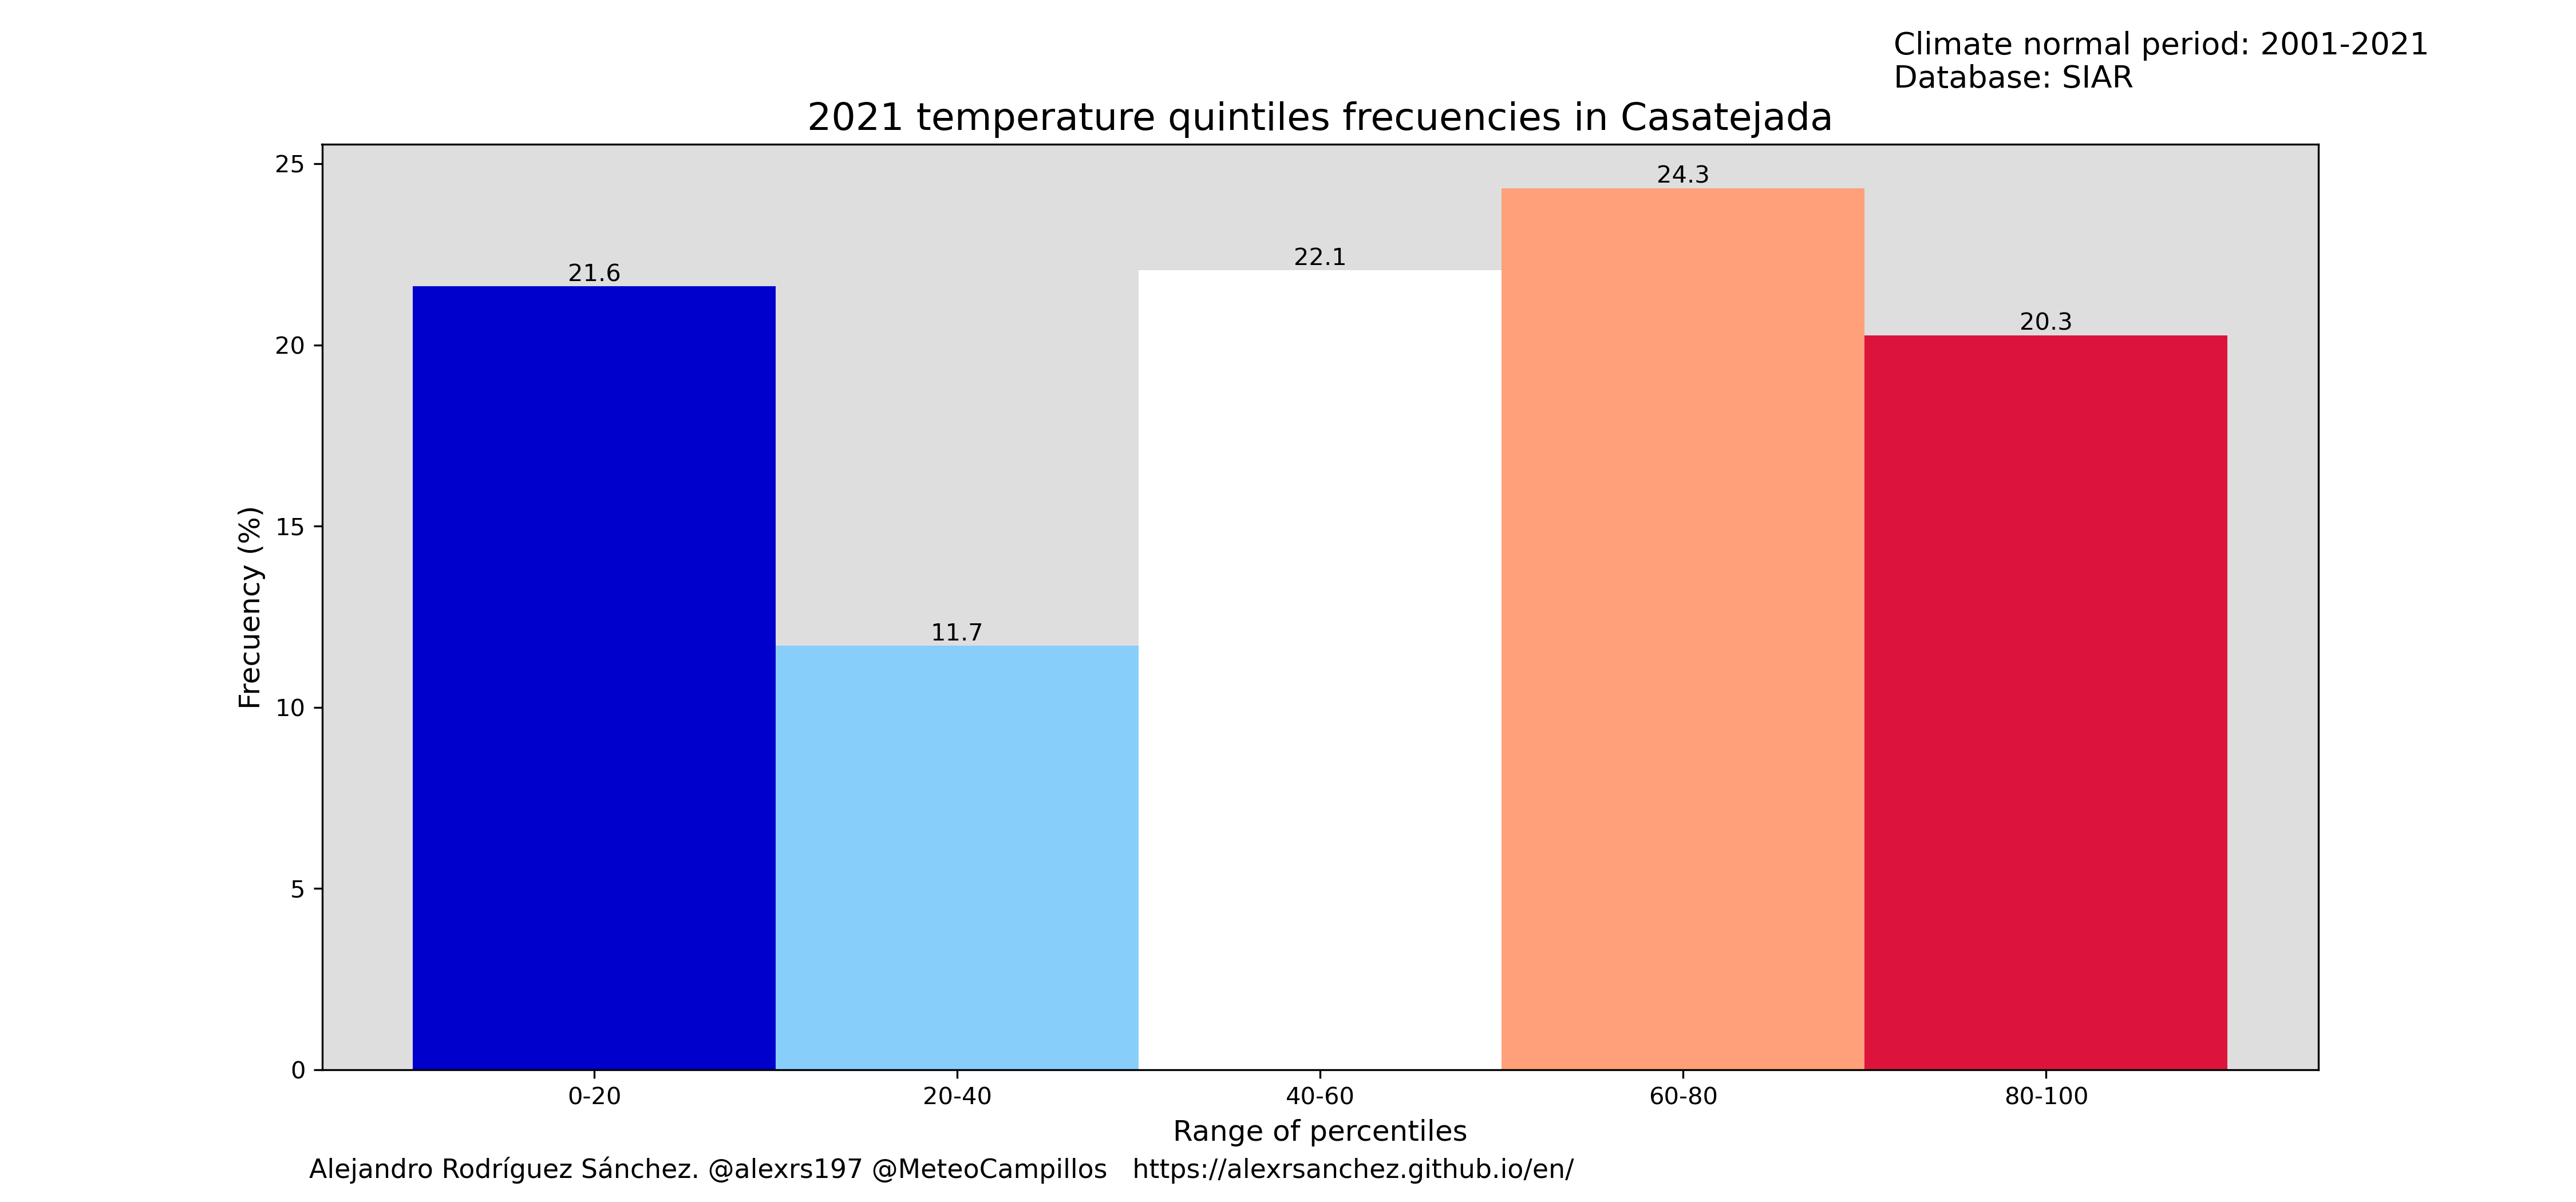 Climate normal period: 2001-2021
Database: SIAR
2021 temperature quintiles frecuencies in Casatejada
Frecuency (%)
25
20
15
10
5
0
21.6
11.7
22.1
24.3
20.3
0-20
20-40
40-60
60-80
80-100
Range of percentiles
Alejandro Rodríguez Sánchez. @alexrs197 @MeteoCampillos   https://alexrsanchez.github.io/en/